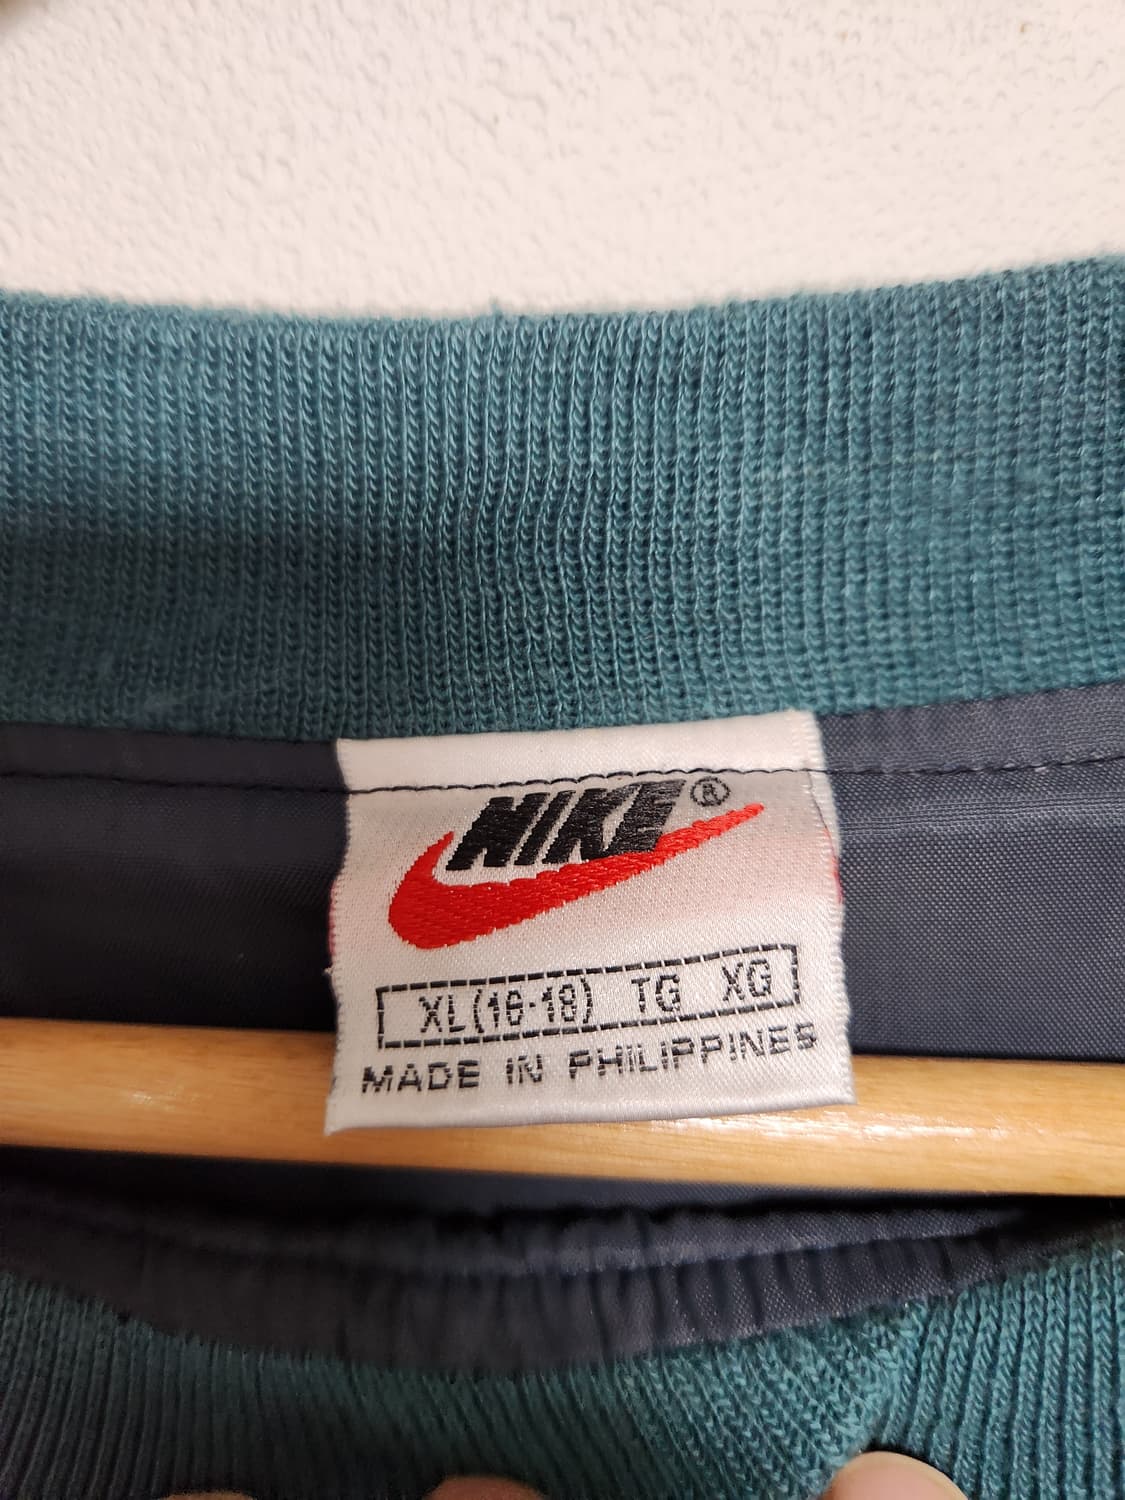 NIKE®
XL(16-18) TG XG
MADE IN PHILIPPINES